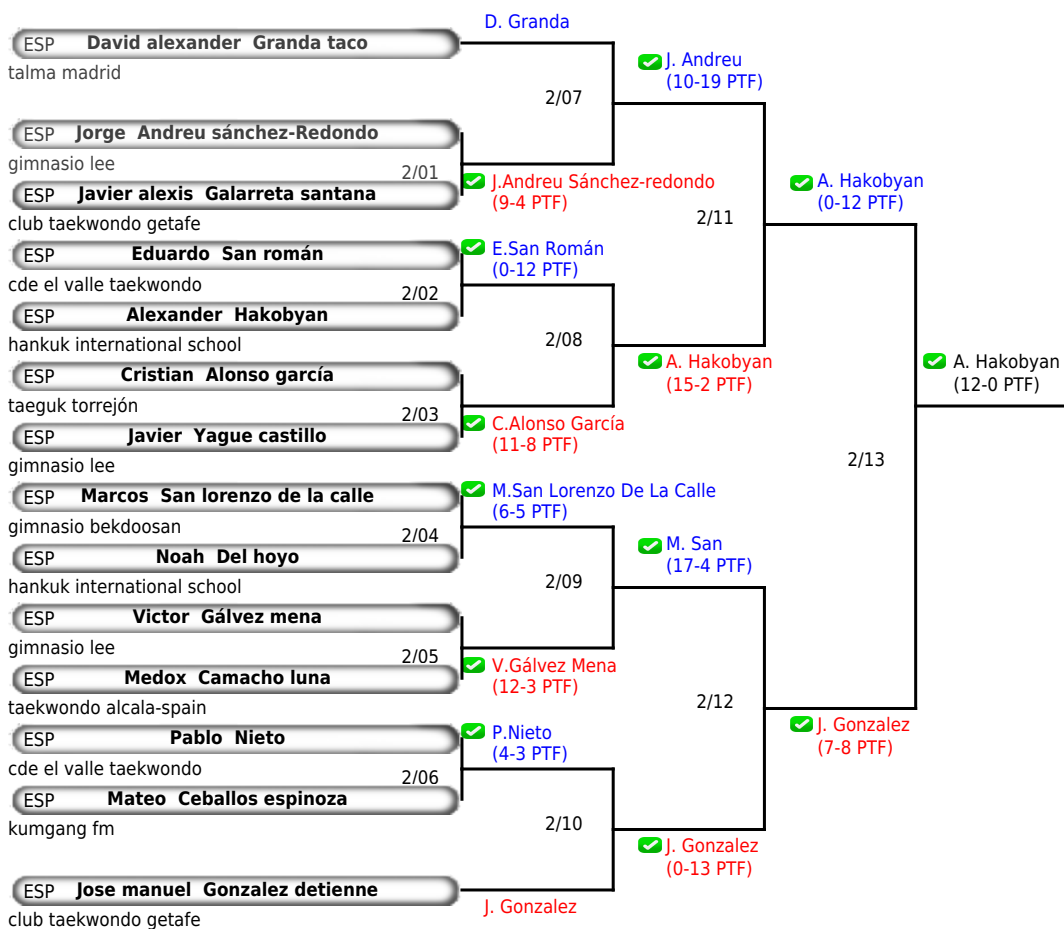 D. Granda
ESP David alexander Granda taco
talma madrid
J. Andreu
(10-19 PTF)
2/07
ESP Jorge Andreu sánchez-Redondo
gimnasio lee
2/01
J.Andreu Sánchez-redondo
(9-4 PTF)
ESP Javier alexis Galarreta santana
club taekwondo getafe
A. Hakobyan
(0-12 PTF)
2/11
ESP Eduardo San román
cde el valle taekwondo
E.San Román
(0-12 PTF)
2/02
ESP Alexander Hakobyan
hankuk international school
2/08
A. Hakobyan
(15-2 PTF)
A. Hakobyan
(12-0 PTF)
ESP Cristian Alonso garcía
taeguk torrejón
2/03
C.Alonso García
(11-8 PTF)
ESP Javier Yague castillo
gimnasio lee
2/13
ESP Marcos San lorenzo de la calle
gimnasio bekdoosan
M.San Lorenzo De La Calle
(6-5 PTF)
2/04
ESP Noah Del hoyo
hankuk international school
M. San
(17-4 PTF)
2/09
ESP Victor Gálvez mena
gimnasio lee
2/05
V.Gálvez Mena
(12-3 PTF)
ESP Medox Camacho luna
taekwondo alcala-spain
2/12
J. Gonzalez
(7-8 PTF)
ESP Pablo Nieto
cde el valle taekwondo
P.Nieto
(4-3 PTF)
2/06
ESP Mateo Ceballos espinoza
kumgang fm
2/10
J. Gonzalez
(0-13 PTF)
ESP Jose manuel Gonzalez detienne
club taekwondo getafe
J. Gonzalez